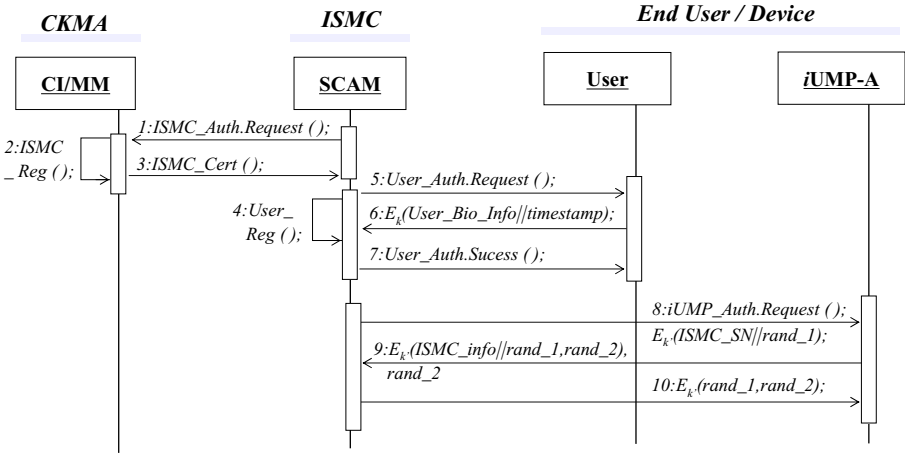 CKMA
ISMC
End User / Device
CI/MM
SCAM
User
iUMP-A
1:ISMC_Auth.Request ( );
2:ISMC
_ Reg ( );
3:ISMC_Cert ( );
5:User_Auth.Request ( );
4:User_
Reg ( );
6:Ek(User_Bio_Info//timestamp);
7:User_Auth.Sucess ( );
8:iUMP_Auth.Request ( );
Ek'(ISMC_SN//rand_1);
9:Ek'(ISMC_info//rand_1,rand_2),
rand_2
10:Ek'(rand_1,rand_2);